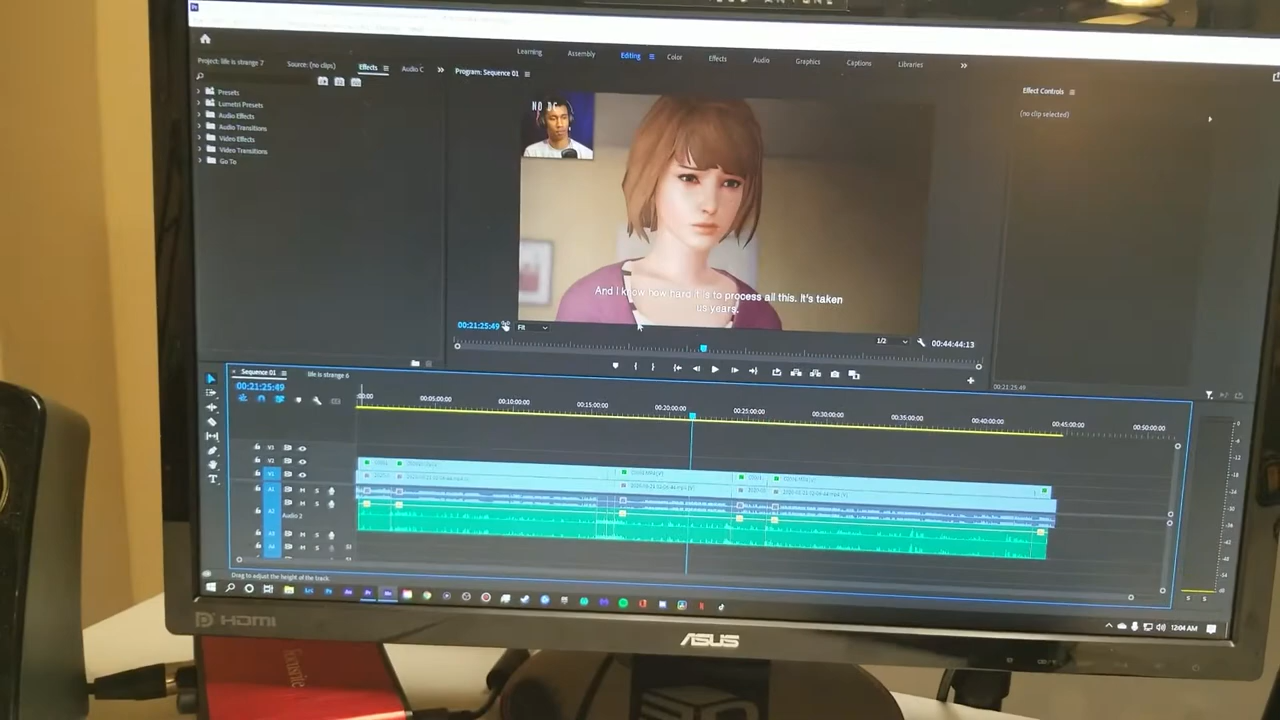 Learning Assembly Editing Color Effects Audio Graphics Captions Libraries
Project: life is strange 7 Source: (no clips) Effects Audio C Program: Sequence 01 Effect Controls
(no clip selected)
Presets
Lumetri Presets
Audio Effects
Audio Transitions
Video Effects
Video Transitions
Go To
And I know how hard it is to process all this. It's taken
us years.
00:21:25:49 Fit 1/2 00:44:44:13
Sequence 01 life is strange 6
00:21:25:49
:00:00 00:05:00:00 00:10:00:00 00:15:00:00 00:20:00:00 00:25:00:00 00:30:00:00 00:35:00:00 00:40:00:00 00:45:00:00 00:50:00:00
00:21:25:49
V3
V2
V1
A1 M S
A2 M S
Audio 2
A3 M S
A4 M S
Drag to adjust the height of the track.
12:04 AM
HDMI
ASUS